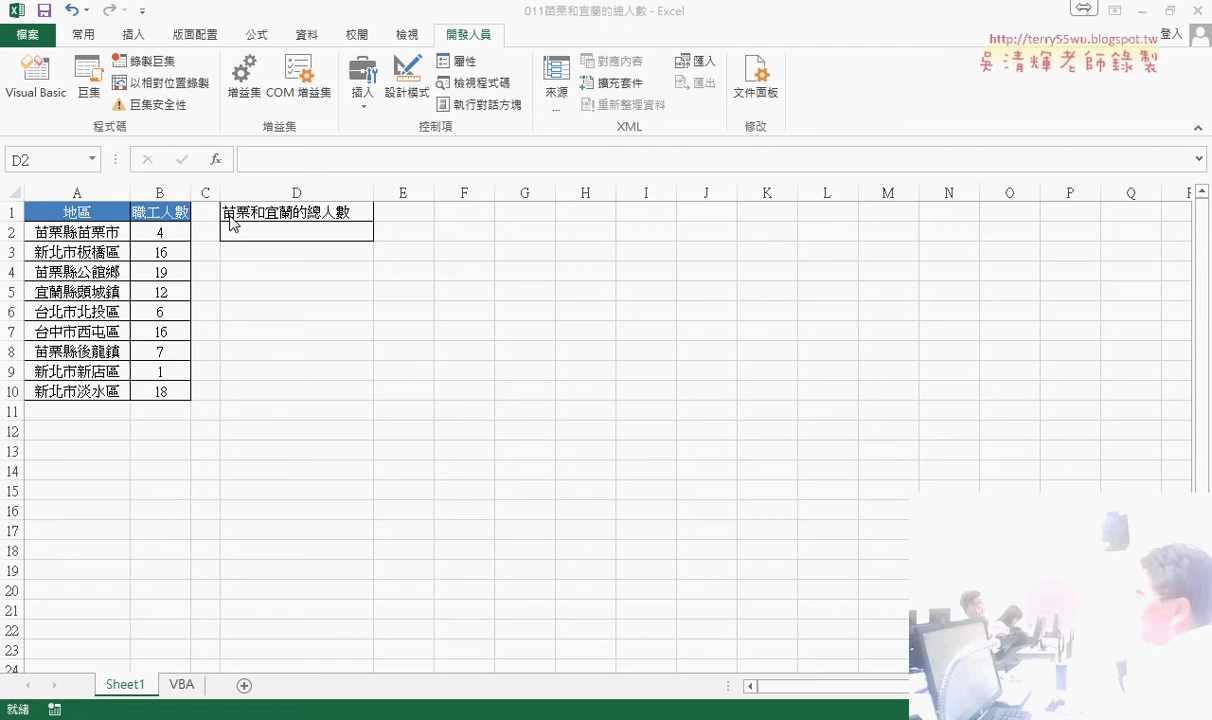 011苗栗和宜蘭的總人數 - Excel
檔案 常用 插入 版面配置 公式 資料 校閱 檢視 開發人員 登入
http://terry55wu.blogspot.tw
吳清輝老師錄製
Visual Basic 巨集 錄製巨集 以相對位置錄製 巨集安全性 增益集 COM 增益集 插入 設計模式 屬性 檢視程式碼 執行對話方塊 來源 ... 對應內容 擴充套件 重新整理資料 匯入 匯出 文件面板
程式碼 增益集 控制項 XML 修改
D2 fx
A B C D E F G H I J K L M N O P Q
1 地區 職工人數 苗栗和宜蘭的總人數
2 苗栗縣苗栗市 4
3 新北市板橋區 16
4 苗栗縣公館鄉 19
5 宜蘭縣頭城鎮 12
6 台北市北投區 6
7 台中市西屯區 16
8 苗栗縣後龍鎮 7
9 新北市新店區 1
10 新北市淡水區 18
11
12
13
14
15
16
17
18
19
20
21
22
23
24
Sheet1 VBA
就緒